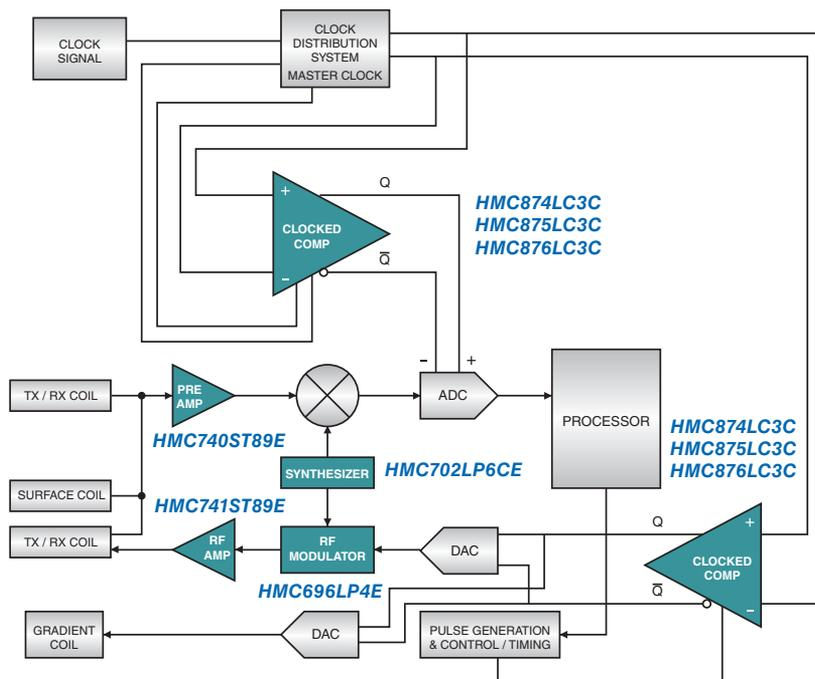 CLOCK
SIGNAL
CLOCK
DISTRIBUTION
SYSTEM
MASTER CLOCK
+
CLOCKED
COMP
–
Q
Q̅
HMC874LC3C
HMC875LC3C
HMC876LC3C
– +
TX / RX COIL
PRE
AMP
HMC740ST89E
ADC
PROCESSOR
HMC874LC3C
HMC875LC3C
HMC876LC3C
SYNTHESIZER
HMC702LP6CE
SURFACE COIL
HMC741ST89E
TX / RX COIL
RF
AMP
RF
MODULATOR
HMC696LP4E
DAC
Q
Q̅
+
CLOCKED
COMP
–
GRADIENT
COIL
DAC
PULSE GENERATION
& CONTROL / TIMING